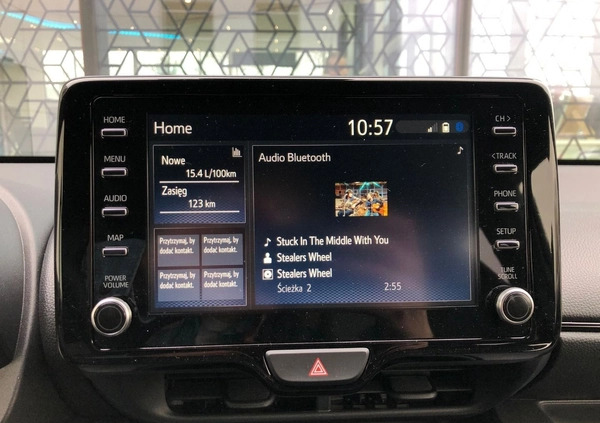 HOME
MENU
AUDIO
MAP
POWER
VOLUME
Home
10:57
Nowe
15.4 L/100km
Zasięg
123 km
Przytrzymaj, by
dodać kontakt.
Przytrzymaj, by
dodać kontakt.
Przytrzymaj, by
dodać kontakt.
Przytrzymaj, by
dodać kontakt.
Audio Bluetooth
Stuck In The Middle With You
Stealers Wheel
Stealers Wheel
Ścieżka 2
2:55
CH >
< TRACK
PHONE
SETUP
TUNE
SCROLL